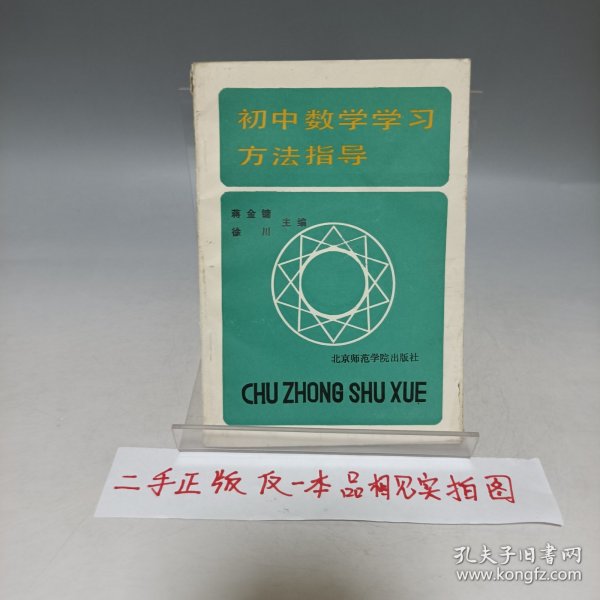 初中数学学习
方法指导
蒋金镛
徐川
主编
北京师范学院出版社
CHU ZHONG SHU XUE
二手正版仅一本品相见实拍图
孔夫子旧书网
www.kongfz.com